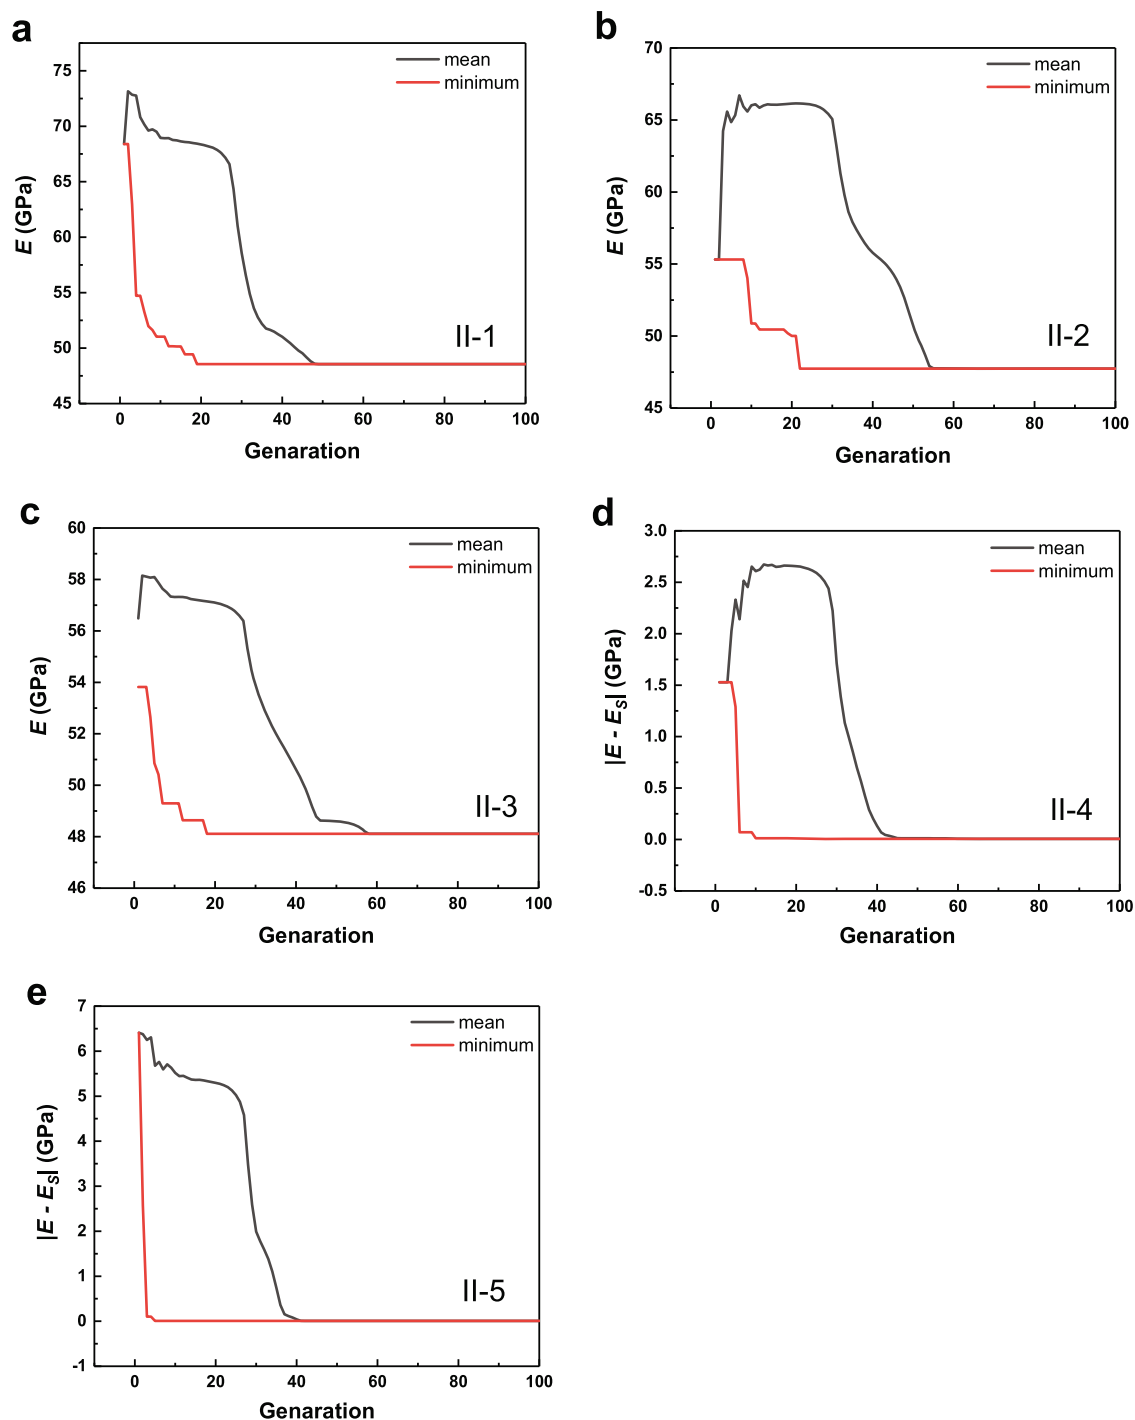 a
mean
minimum
75
70
65
60
55
50
45
E (GPa)
II-1
0 20 40 60 80 100
Genaration
b
mean
minimum
70
65
60
55
50
45
E (GPa)
II-2
0 20 40 60 80 100
Genaration
c
mean
minimum
60
58
56
54
52
50
48
46
E (GPa)
II-3
0 20 40 60 80 100
Genaration
d
mean
minimum
3.0
2.5
2.0
1.5
1.0
0.5
0.0
-0.5
|E - ES| (GPa)
II-4
0 20 40 60 80 100
Genaration
e
mean
minimum
7
6
5
4
3
2
1
0
-1
|E - ES| (GPa)
II-5
0 20 40 60 80 100
Genaration